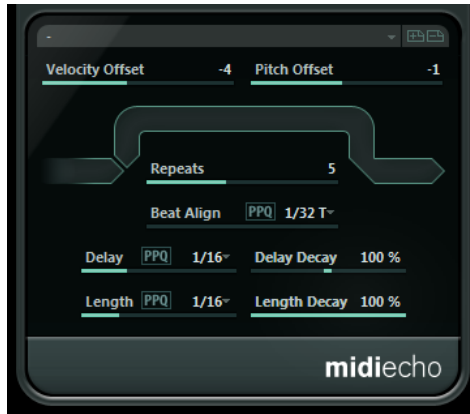 -
Velocity Offset -4 Pitch Offset -1
Repeats 5
Beat Align PPQ 1/32 T
Delay PPQ 1/16 Delay Decay 100 %
Length PPQ 1/16 Length Decay 100 %
midiecho